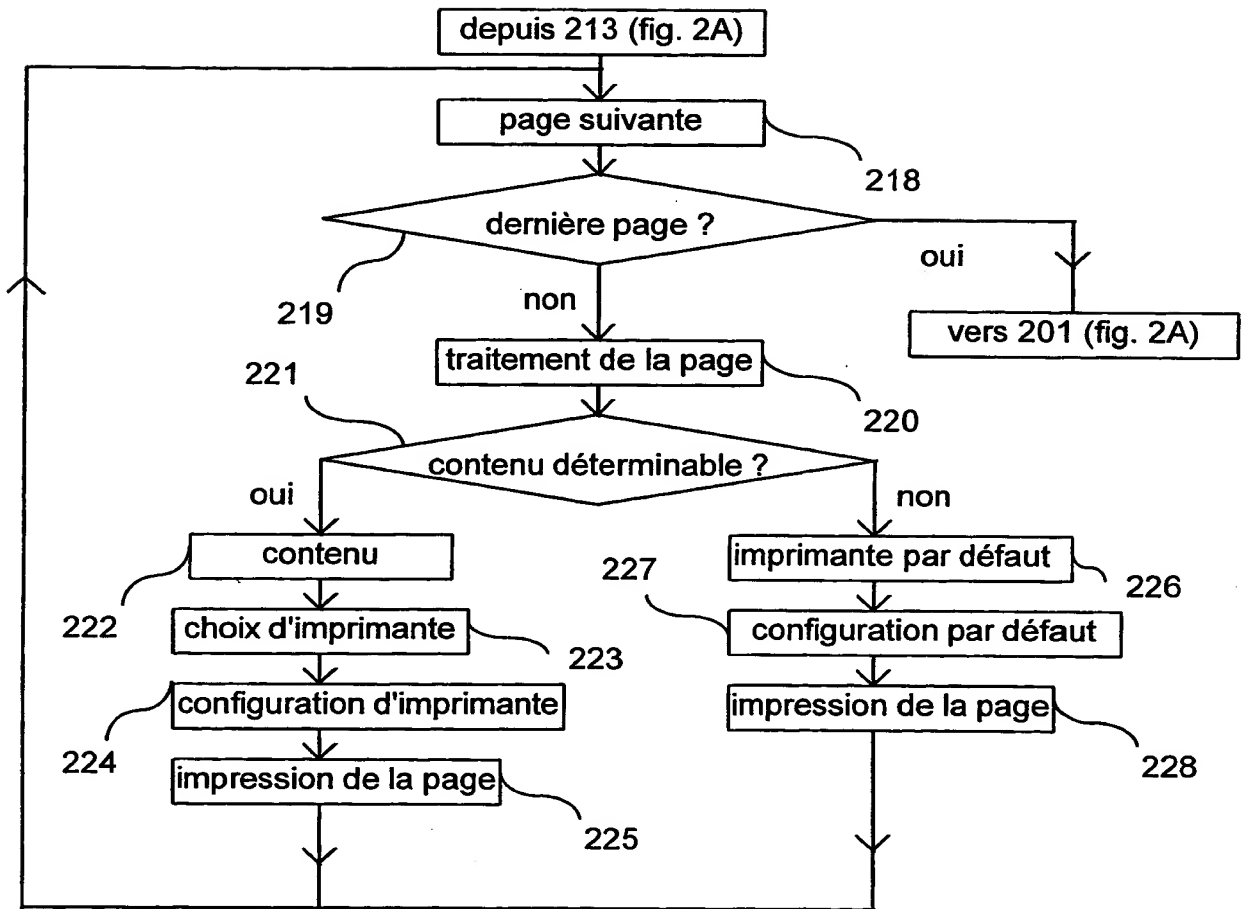 depuis 213 (fig. 2A)
page suivante
218
dernière page ?
oui
219
non
vers 201 (fig. 2A)
traitement de la page
221
220
contenu déterminable ?
oui
non
contenu
imprimante par défaut
227
226
222
choix d'imprimante
223
configuration par défaut
configuration d'imprimante
impression de la page
224
228
impression de la page
225